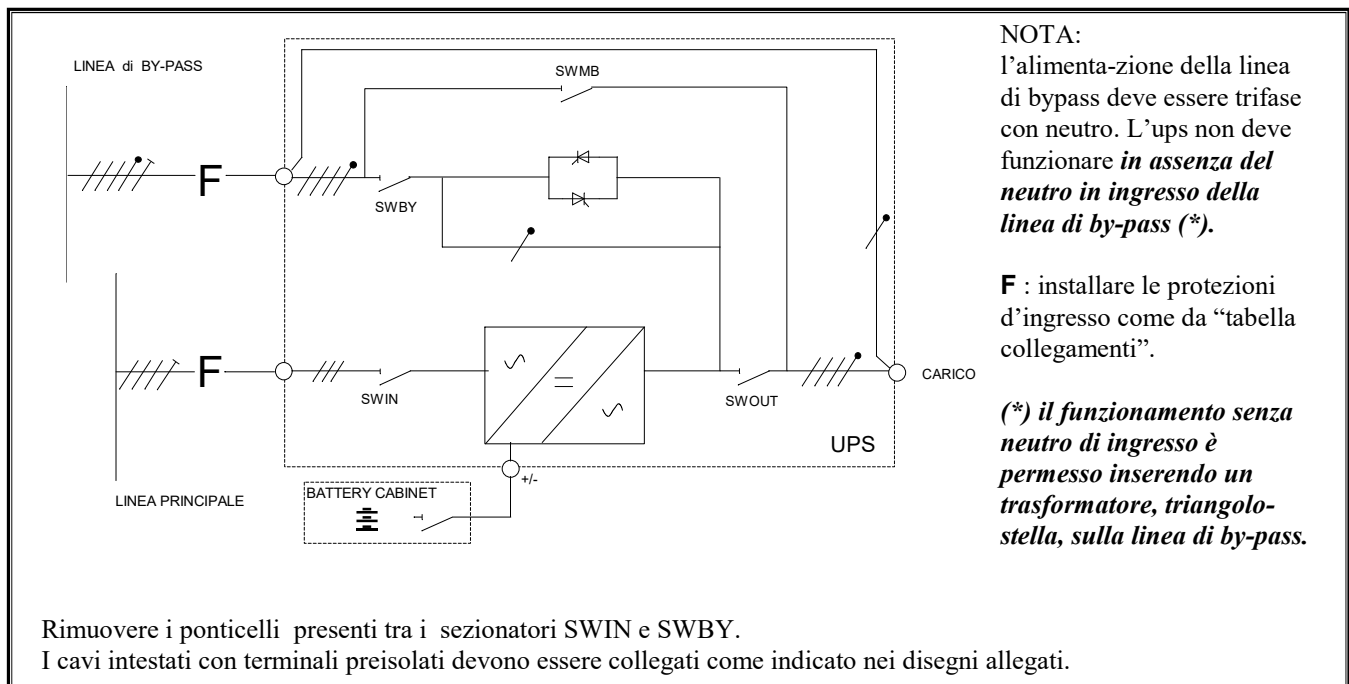 LINEA di BY-PASS
SWMB
F
SWBY
F
SWIN
SWOUT
CARICO
UPS
+/-
BATTERY CABINET
LINEA PRINCIPALE
NOTA:
l’alimenta-zione della linea
di bypass deve essere trifase
con neutro. L’ups non deve
funzionare in assenza del
neutro in ingresso della
linea di by-pass (*).
F : installare le protezioni
d’ingresso come da “tabella
collegamenti”.
(*) il funzionamento senza
neutro di ingresso è
permesso inserendo un
trasformatore, triangolo-
stella, sulla linea di by-pass.
Rimuovere i ponticelli presenti tra i sezionatori SWIN e SWBY.
I cavi intestati con terminali preisolati devono essere collegati come indicato nei disegni allegati.